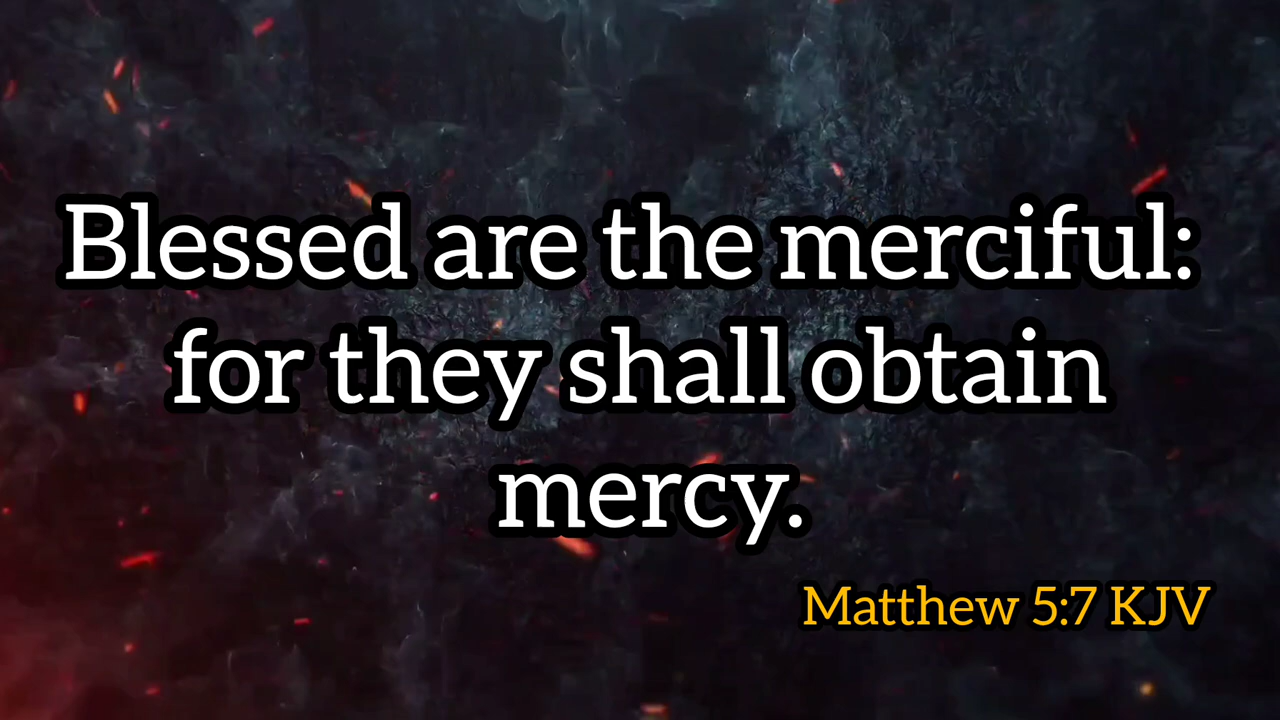 Blessed are the merciful:
for they shall obtain
mercy.
Matthew 5:7 KJV